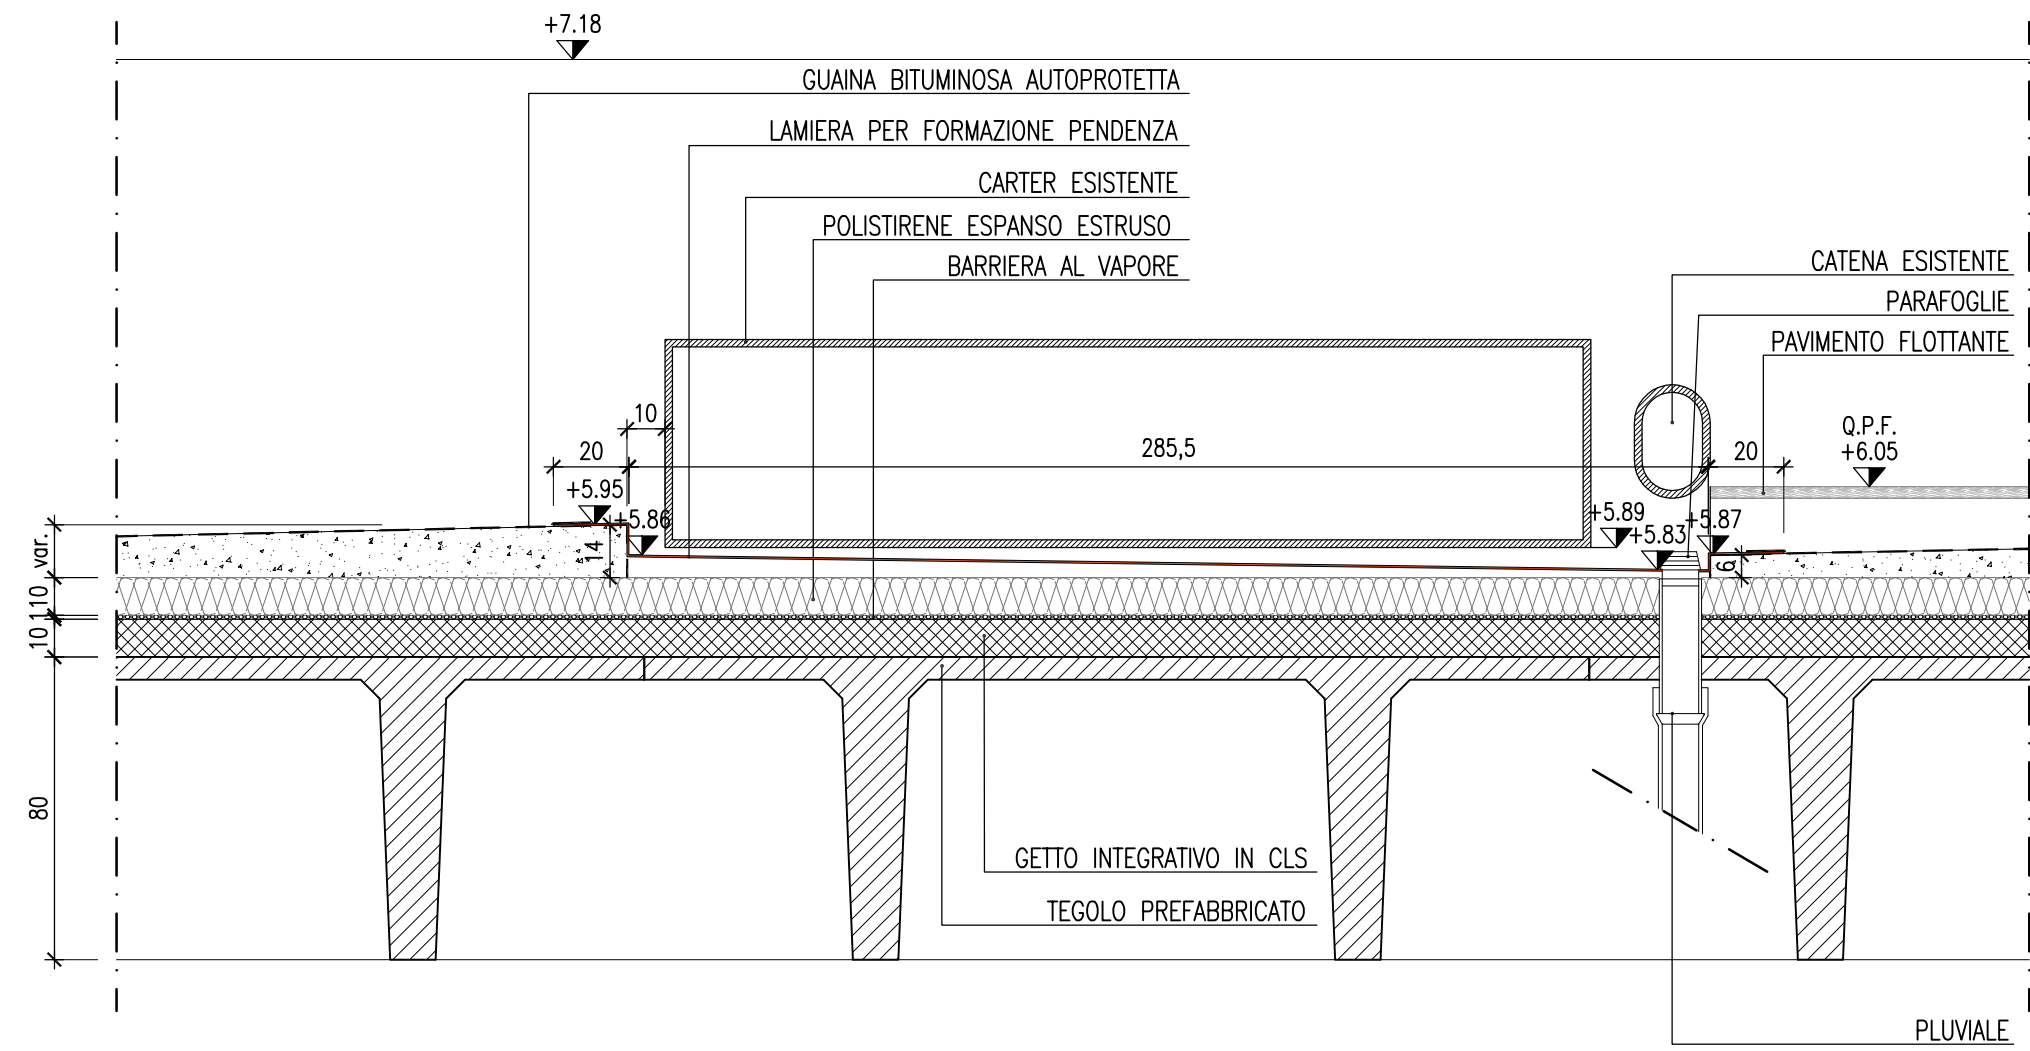 +7.18
GUAINA BITUMINOSA AUTOPROTETTA
LAMIERA PER FORMAZIONE PENDENZA
CARTER ESISTENTE
POLISTIRENE ESPANSO ESTRUSO
BARRIERA AL VAPORE
CATENA ESISTENTE
PARAFOGLIE
PAVIMENTO FLOTTANTE
10
20
285,5
20
Q.P.F.
+6.05
+5.95
+5.86
+5.89
+5.83
+5.87
var.
14
6
10
1
10
80
GETTO INTEGRATIVO IN CLS
TEGOLO PREFABBRICATO
PLUVIALE